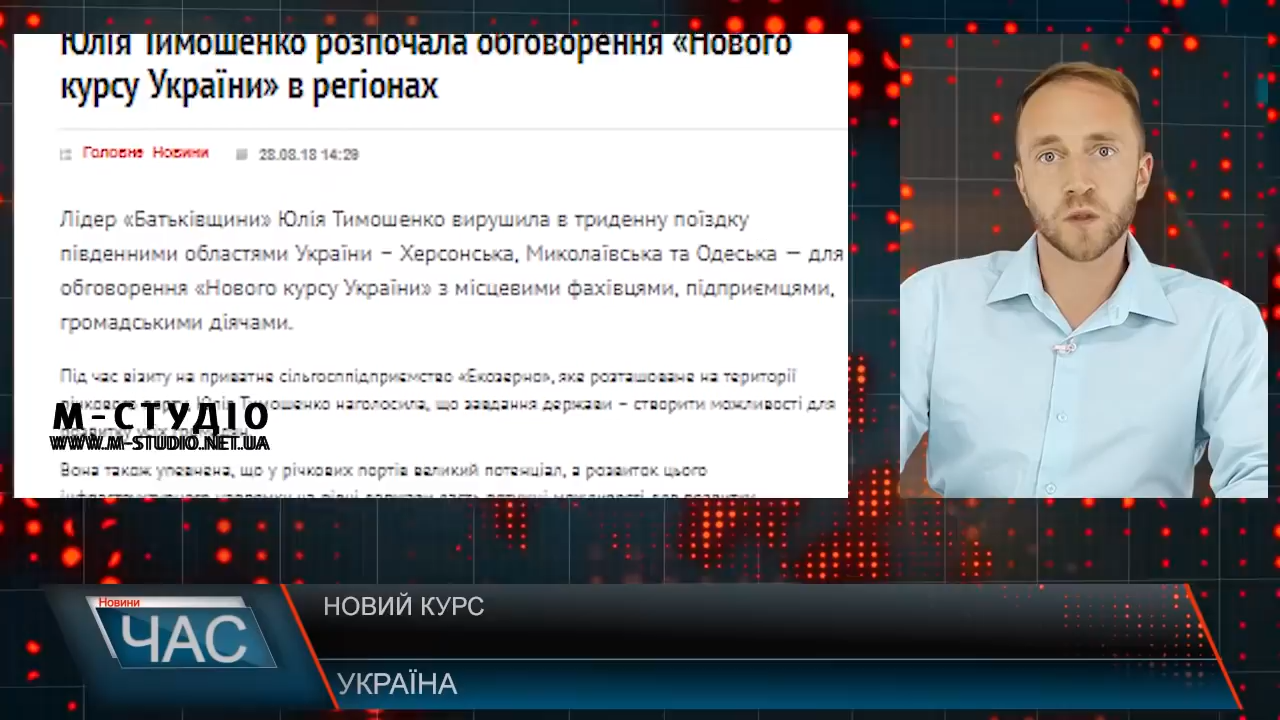 Юлія Тимошенко розпочала обговорення «Нового
курсу України» в регіонах
Головне Новини 28.08.18 14:29
Лідер «Батьківщини» Юлія Тимошенко вирушила в триденну поїздку
південними областями України – Херсонська, Миколаївська та Одеська — для
обговорення «Нового курсу України» з місцевими фахівцями, підприємцями,
громадськими діячами.
Під час візиту на приватне сільгосппідприємство «Екозерно», яке розташоване на території
річкового порту, Юлія Тимошенко наголосила, що завдання держави – створити можливості для
М-СТУДІО
WWW.M-STUDIO.NET.UA
Вона також упевнена, що у річкових портів великий потенціал, а розвиток цього
НОВИЙ КУРС
Новини
ЧАС
УКРАЇНА